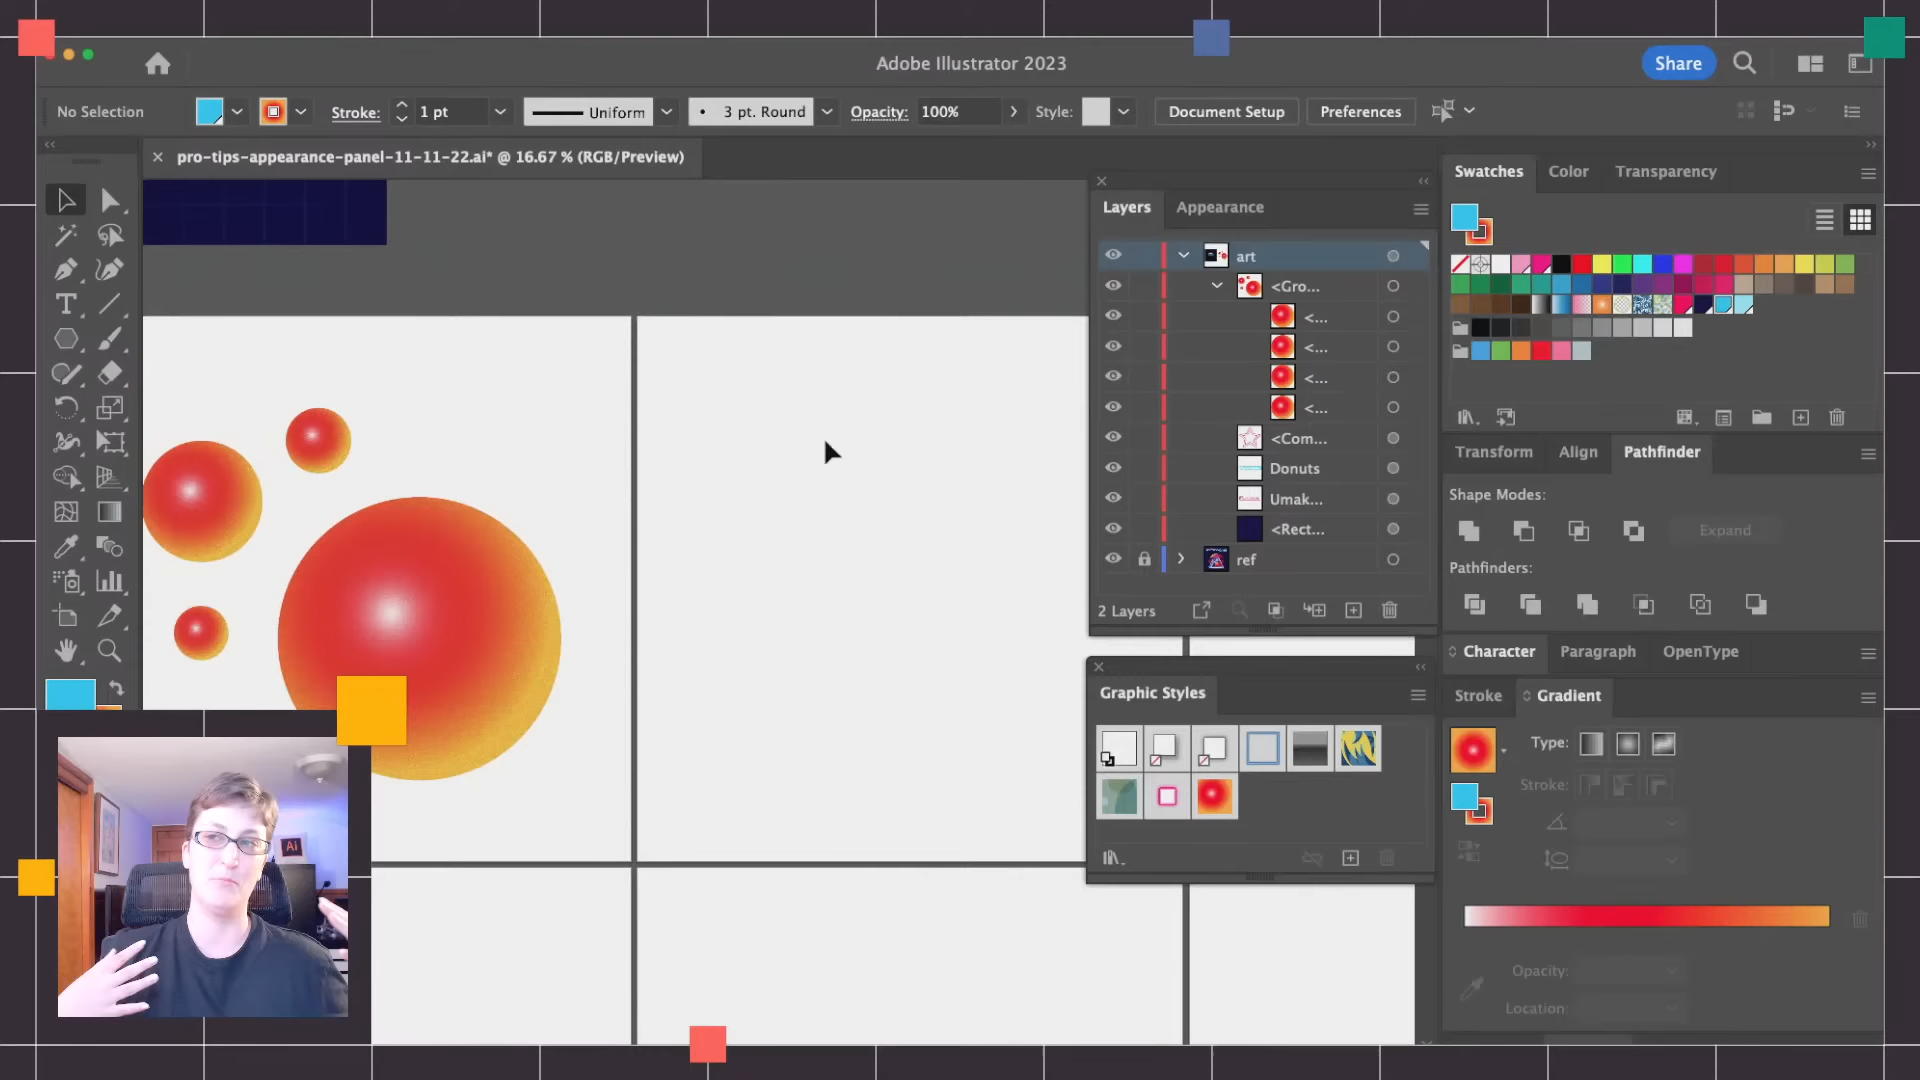 Adobe Illustrator 2023
Share
No Selection
Stroke:
1 pt
Uniform
3 pt. Round
Opacity:
100%
Style:
Document Setup
Preferences
pro-tips-appearance-panel-11-11-22.ai* @ 16.67 % (RGB/Preview)
Layers
Appearance
art
<Gro...
<...
<...
<...
<...
<Com...
Donuts
Umak...
<Rect...
ref
2 Layers
Graphic Styles
Swatches
Color
Transparency
Transform
Align
Pathfinder
Shape Modes:
Expand
Pathfinders:
Character
Paragraph
OpenType
Stroke
Gradient
Type:
Stroke:
Opacity:
Location:
Ai